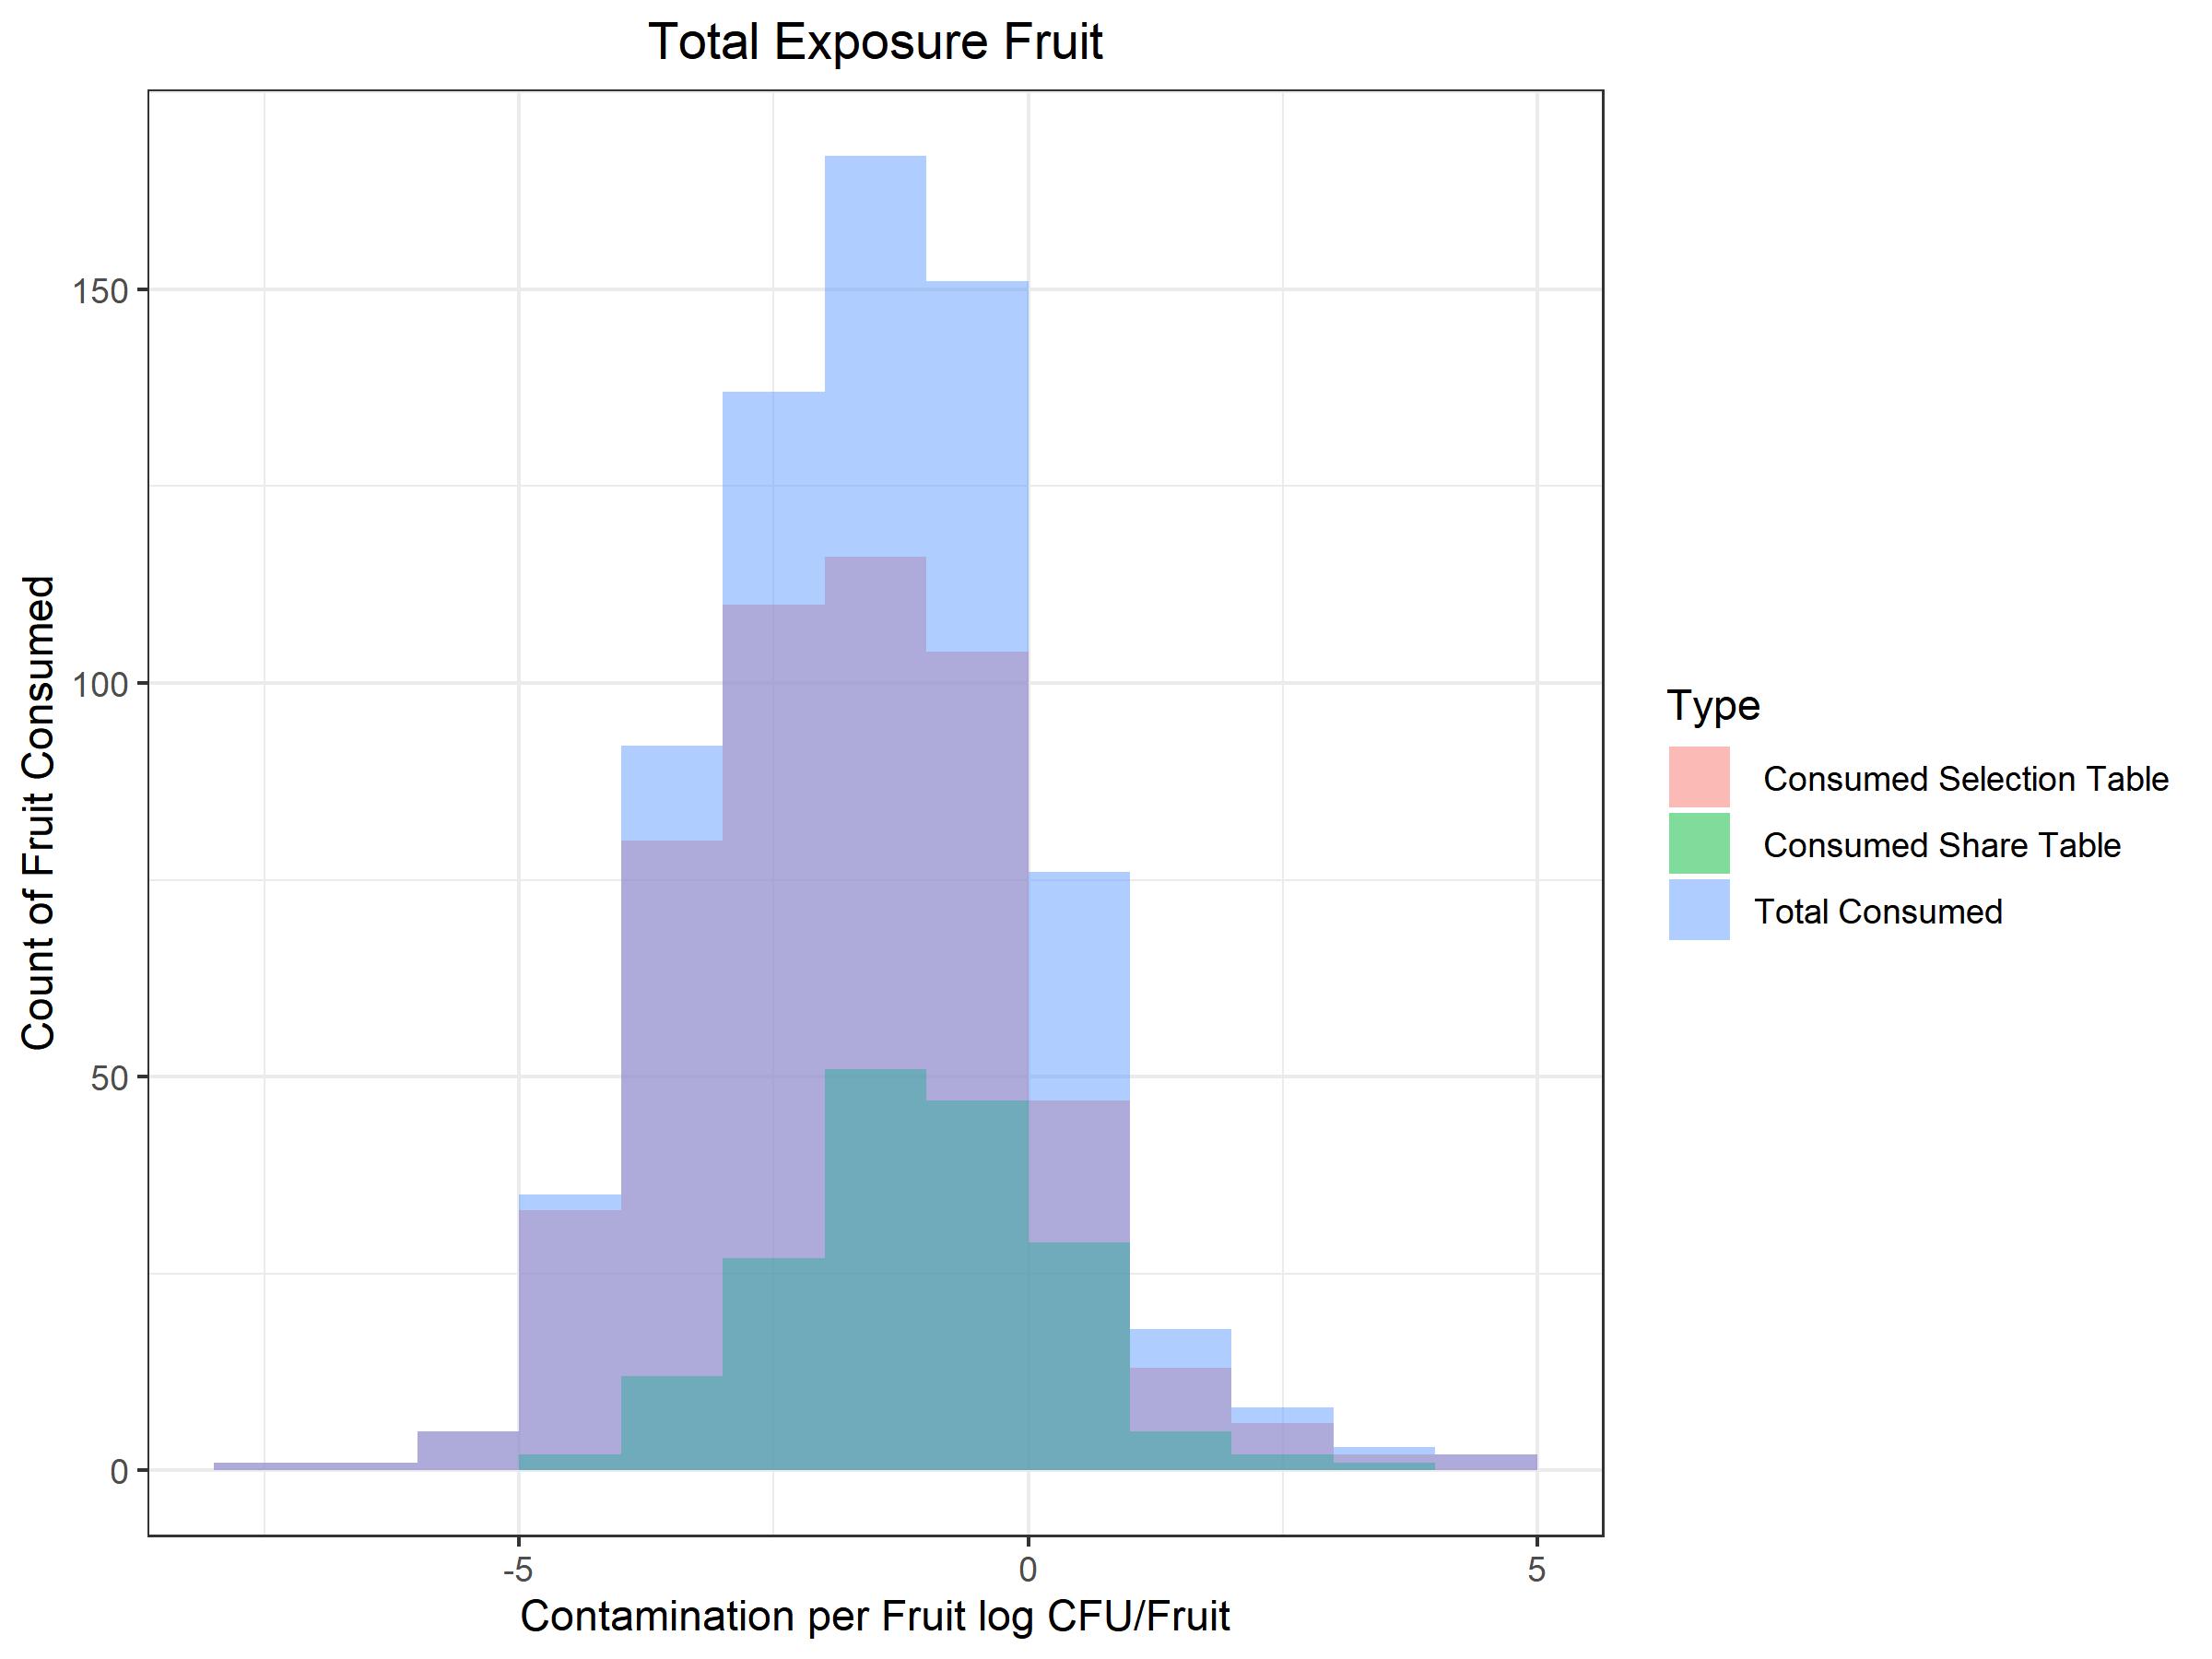 Total Exposure Fruit
Count of Fruit Consumed
150
100
50
0
-5
0
5
Contamination per Fruit log CFU/Fruit
Type
Consumed Selection Table
Consumed Share Table
Total Consumed